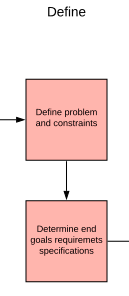 Define
Define problem
and constraints
Determine end
goals requiremets
specifications